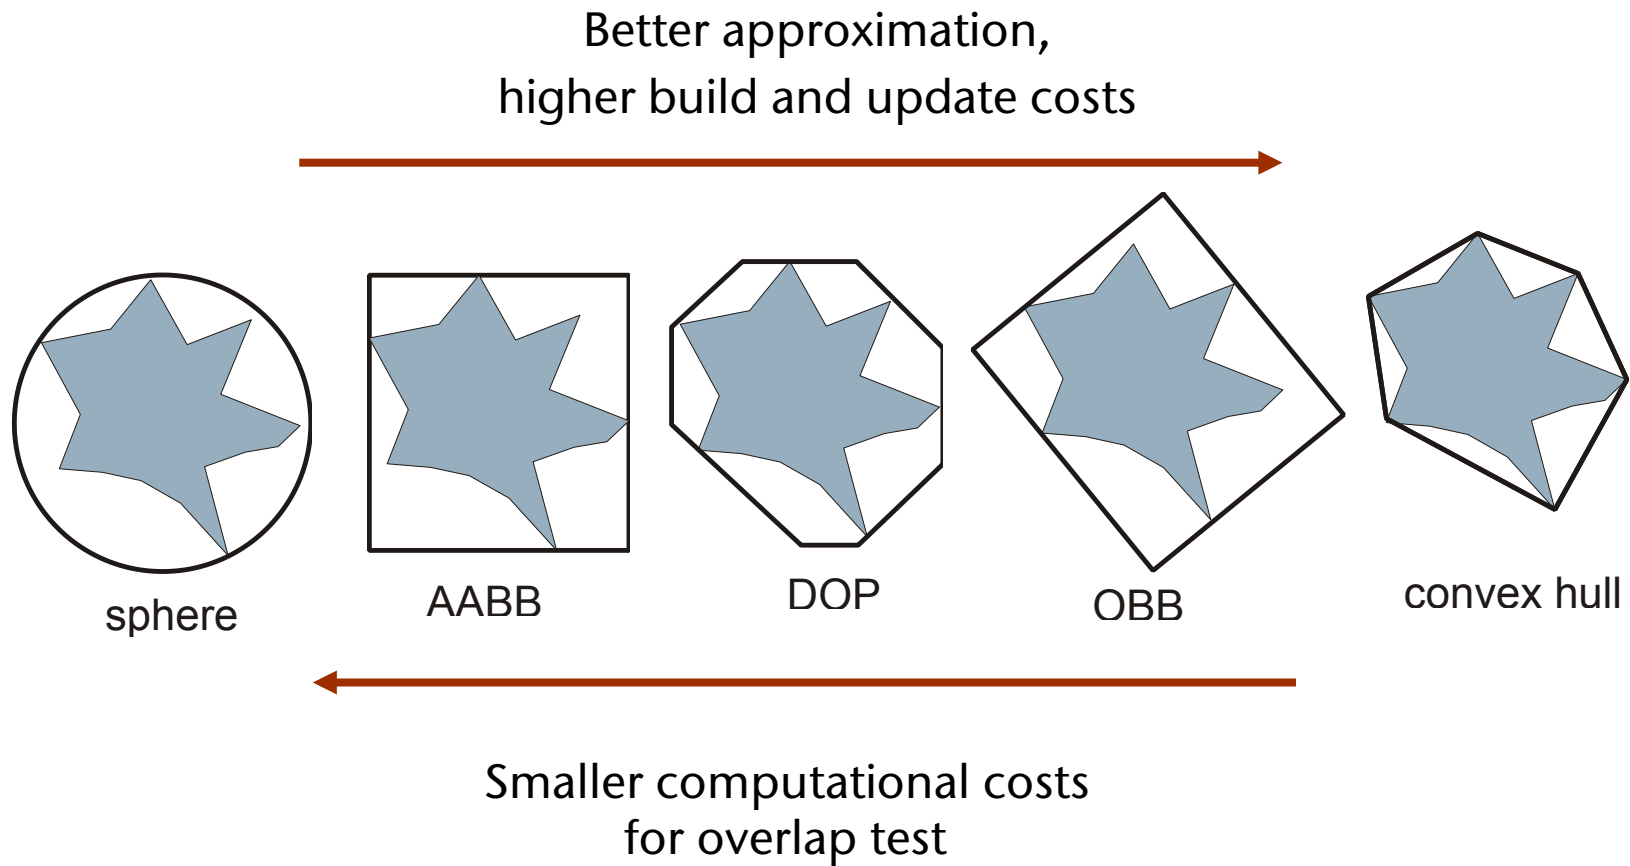 Better approximation,
higher build and update costs
sphere
AABB
DOP
OBB
convex hull
Smaller computational costs
for overlap test